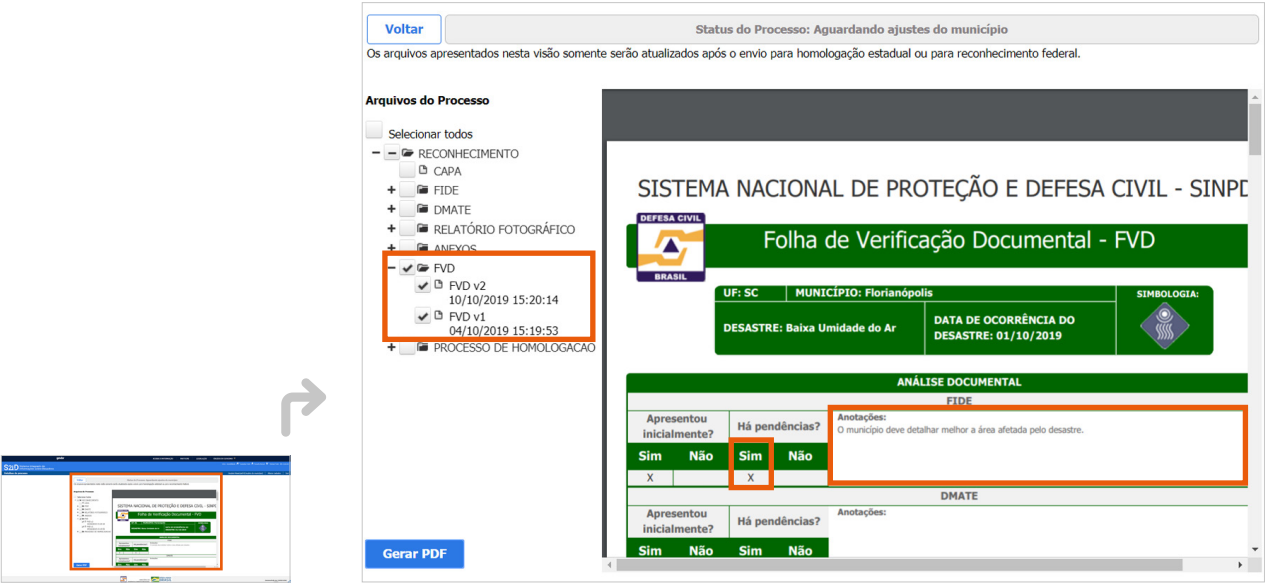 Voltar
Status do Processo: Aguardando ajustes do município
Os arquivos apresentados nesta visão somente serão atualizados após o envio para homologação estadual ou para reconhecimento federal.
Arquivos do Processo
Selecionar todos
RECONHECIMENTO
CAPA
FIDE
DMATE
RELATÓRIO FOTOGRÁFICO
ANEXOS
FVD
FVD v2
10/10/2019 15:20:14
FVD v1
04/10/2019 15:19:53
PROCESSO DE HOMOLOGACAO
Gerar PDF
SISTEMA NACIONAL DE PROTEÇÃO E DEFESA CIVIL - SINPD
DEFESA CIVIL
BRASIL
Folha de Verificação Documental - FVD
UF: SC MUNICÍPIO: Florianópolis
SIMBOLOGIA:
DESASTRE: Baixa Umidade do Ar
DATA DE OCORRÊNCIA DO
DESASTRE: 01/10/2019
ANÁLISE DOCUMENTAL
FIDE
Apresentou
inicialmente?
Há pendências?
Anotações:
O município deve detalhar melhor a área afetada pelo desastre.
Sim Não Sim Não
X X
DMATE
Apresentou
inicialmente?
Há pendências?
Anotações:
Sim Não Sim Não